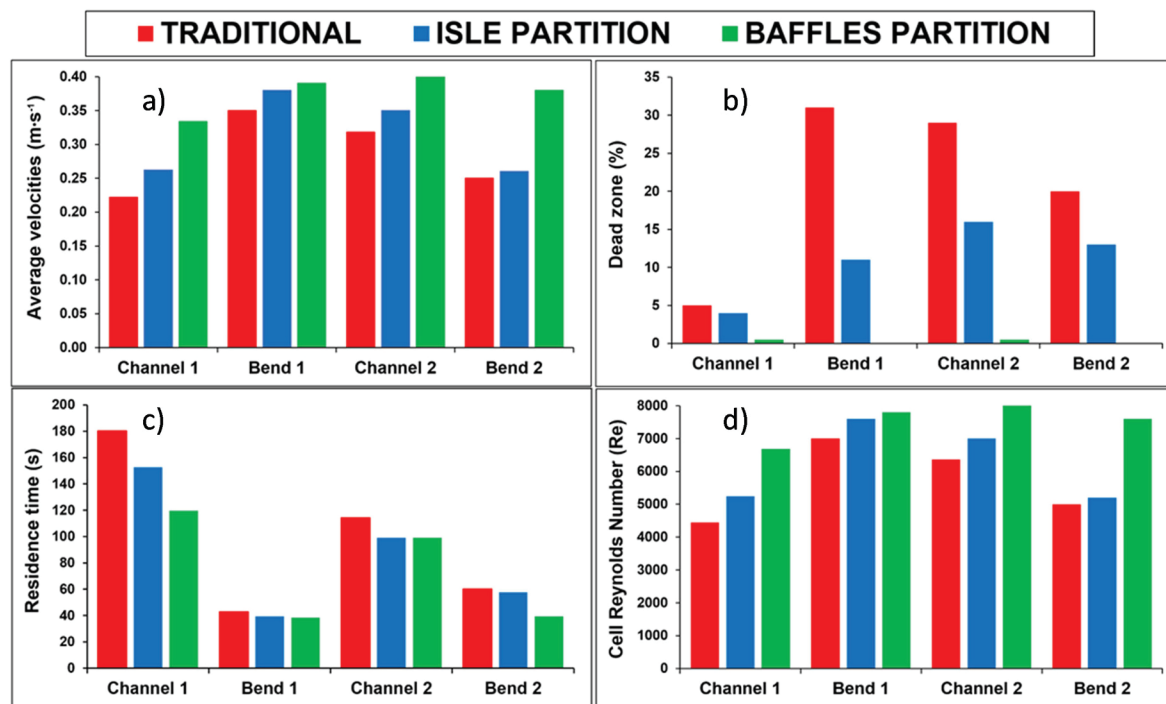 TRADITIONAL ISLE PARTITION BAFFLES PARTITION
a)
Average velocities (m·s⁻¹)
0.40
0.35
0.30
0.25
0.20
0.15
0.10
0.05
0.00
Channel 1 Bend 1 Channel 2 Bend 2
b)
Dead zone (%)
35
30
25
20
15
10
5
0
Channel 1 Bend 1 Channel 2 Bend 2
c)
Residence time (s)
200
180
160
140
120
100
80
60
40
20
0
Channel 1 Bend 1 Channel 2 Bend 2
d)
Cell Reynolds Number (Re)
8000
7000
6000
5000
4000
3000
2000
1000
0
Channel 1 Bend 1 Channel 2 Bend 2